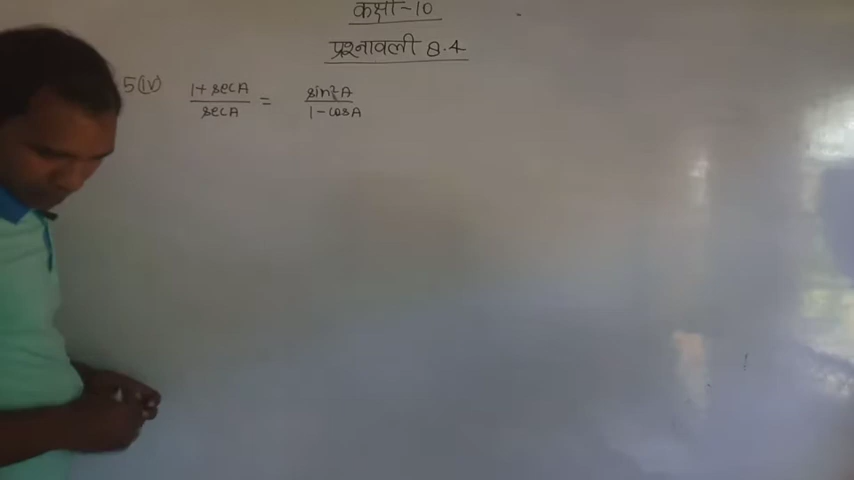 कक्षा-10
प्रश्नावली 8.4
5(iv) 1+secA/secA = sin²A/1-cosA